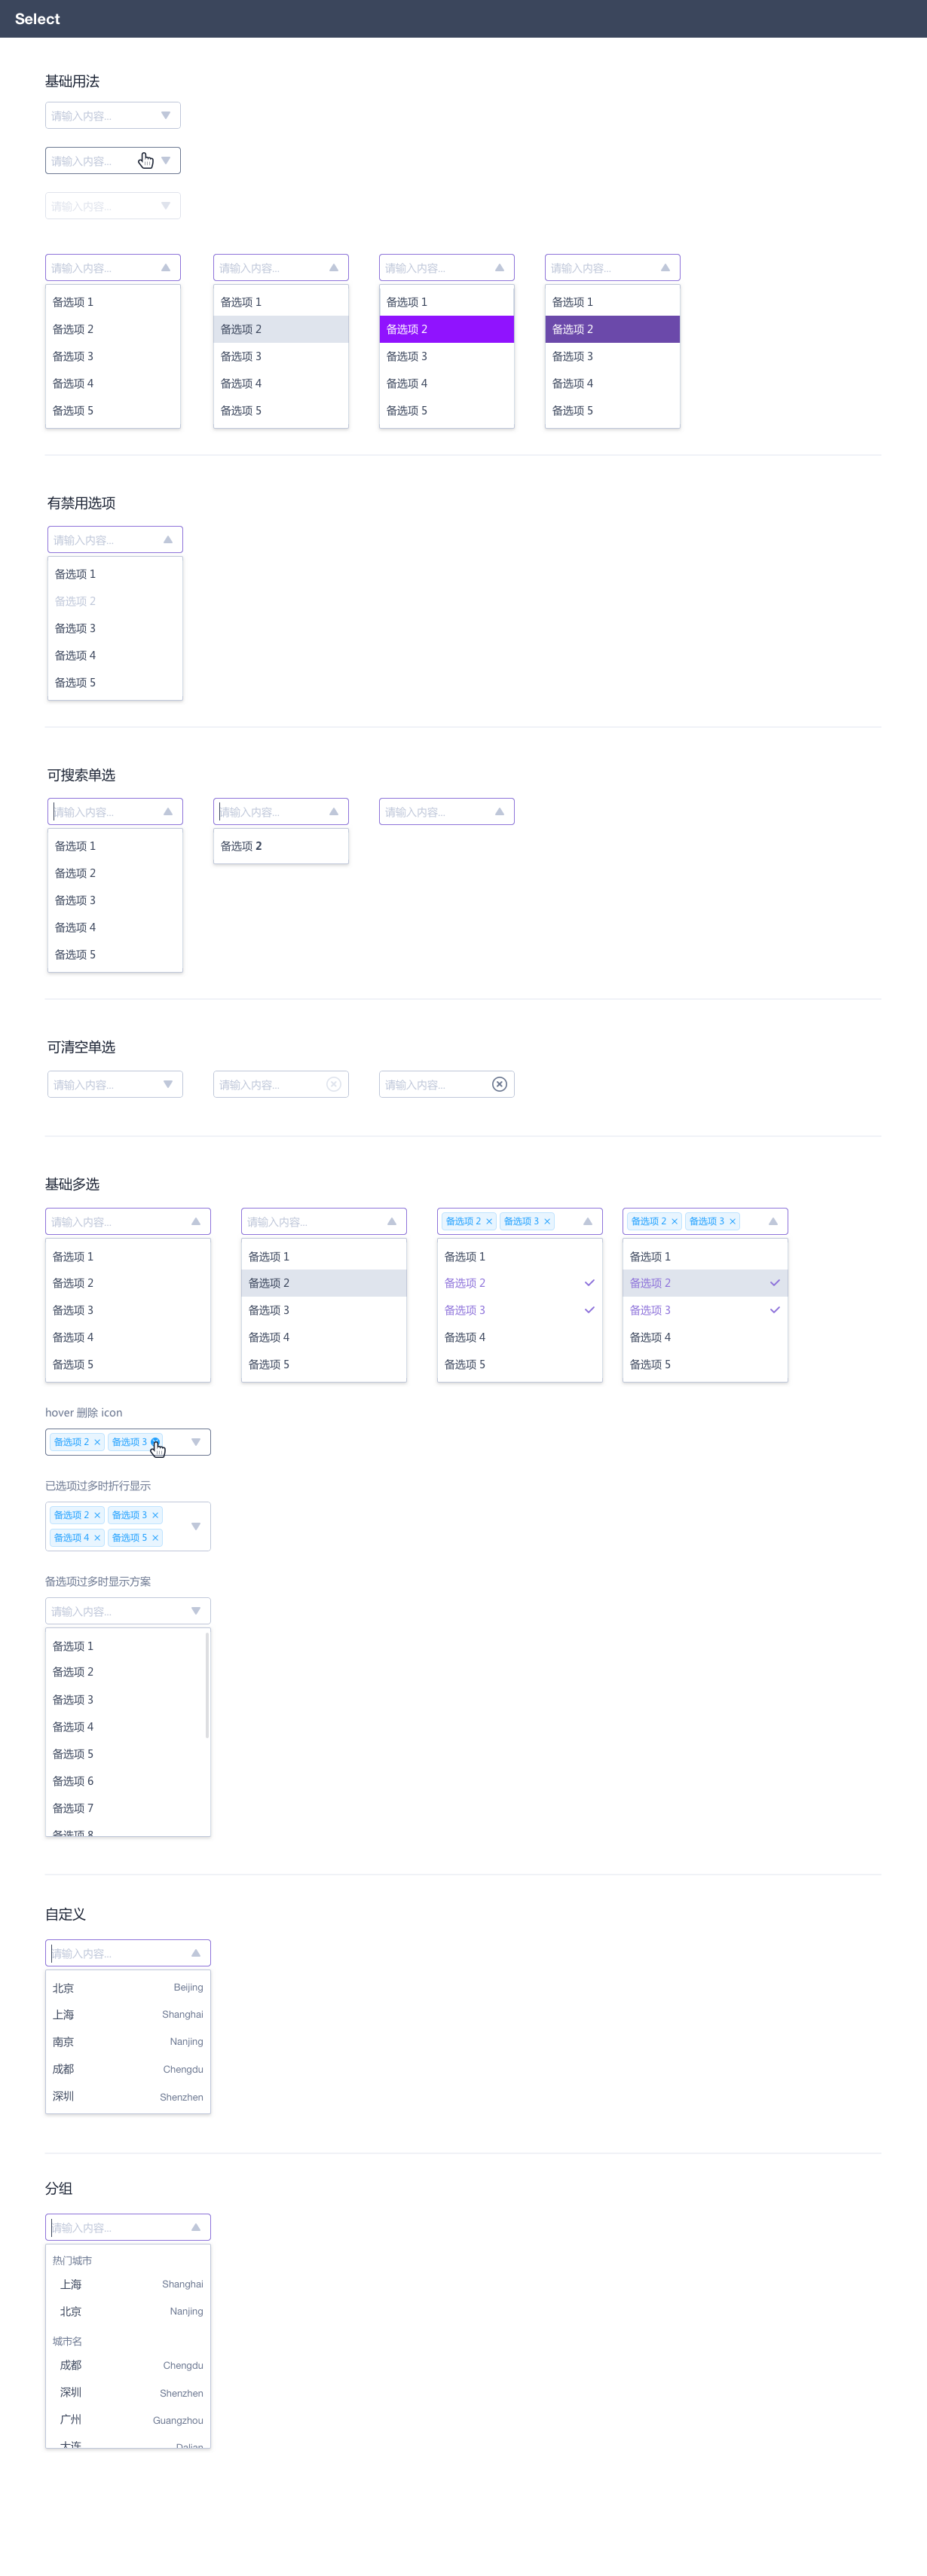 Select
基础用法
请输入内容...
请输入内容...
请输入内容...
请输入内容... 请输入内容... 请输入内容... 请输入内容...
备选项 1 备选项 1 备选项 1 备选项 1
备选项 2 备选项 2 备选项 2 备选项 2
备选项 3 备选项 3 备选项 3 备选项 3
备选项 4 备选项 4 备选项 4 备选项 4
备选项 5 备选项 5 备选项 5 备选项 5
有禁用选项
请输入内容...
备选项 1
备选项 2
备选项 3
备选项 4
备选项 5
可搜索单选
请输入内容... 请输入内容... 请输入内容...
备选项 1 备选项 2
备选项 2
备选项 3
备选项 4
备选项 5
可清空单选
请输入内容... 请输入内容... 请输入内容...
基础多选
请输入内容... 请输入内容... 备选项 2 备选项 3 备选项 2 备选项 3
备选项 1 备选项 1 备选项 1 备选项 1
备选项 2 备选项 2 备选项 2 备选项 2
备选项 3 备选项 3 备选项 3 备选项 3
备选项 4 备选项 4 备选项 4 备选项 4
备选项 5 备选项 5 备选项 5 备选项 5
hover 删除 icon
备选项 2 备选项 3
已选项过多时折行显示
备选项 2 备选项 3
备选项 4 备选项 5
备选项过多时显示方案
请输入内容...
备选项 1
备选项 2
备选项 3
备选项 4
备选项 5
备选项 6
备选项 7
备选项 8
自定义
请输入内容...
北京 Beijing
上海 Shanghai
南京 Nanjing
成都 Chengdu
深圳 Shenzhen
分组
请输入内容...
热门城市
上海 Shanghai
北京 Nanjing
城市名
成都 Chengdu
深圳 Shenzhen
广州 Guangzhou
大连 Dalian